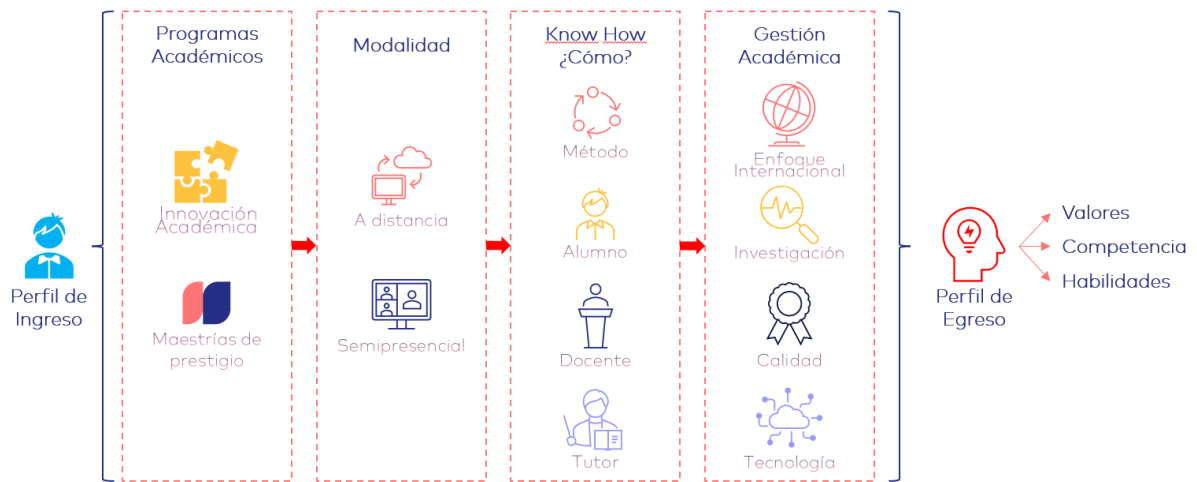 Perfil de
Ingreso
Programas
Académicos
Innovación
Académica
Maestrías de
prestigio
Modalidad
A distancia
Semipresencial
Know How
¿Cómo?
Método
Alumno
Docente
Tutor
Gestión
Académica
Enfoque
Internacional
Investigación
Calidad
Tecnología
Perfil de
Egreso
Valores
Competencia
Habilidades